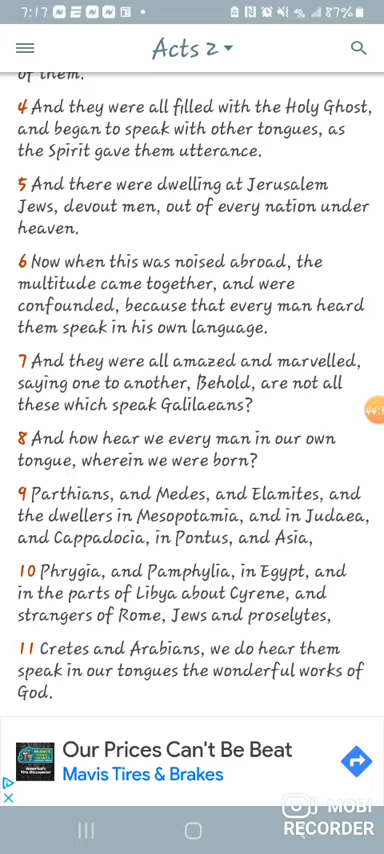 7:17
87%
Acts 2
of them.
4 And they were all filled with the Holy Ghost,
and began to speak with other tongues, as
the Spirit gave them utterance.
5 And there were dwelling at Jerusalem
Jews, devout men, out of every nation under
heaven.
6 Now when this was noised abroad, the
multitude came together, and were
confounded, because that every man heard
them speak in his own language.
7 And they were all amazed and marvelled,
saying one to another, Behold, are not all
these which speak Galilaeans?
8 And how hear we every man in our own
tongue, wherein we were born?
9 Parthians, and Medes, and Elamites, and
the dwellers in Mesopotamia, and in Judaea,
and Cappadocia, in Pontus, and Asia,
10 Phrygia, and Pamphylia, in Egypt, and
in the parts of Libya about Cyrene, and
strangers of Rome, Jews and proselytes,
11 Cretes and Arabians, we do hear them
speak in our tongues the wonderful works of
God.
Our Prices Can't Be Beat
Mavis Tires & Brakes
MOBI
RECORDER